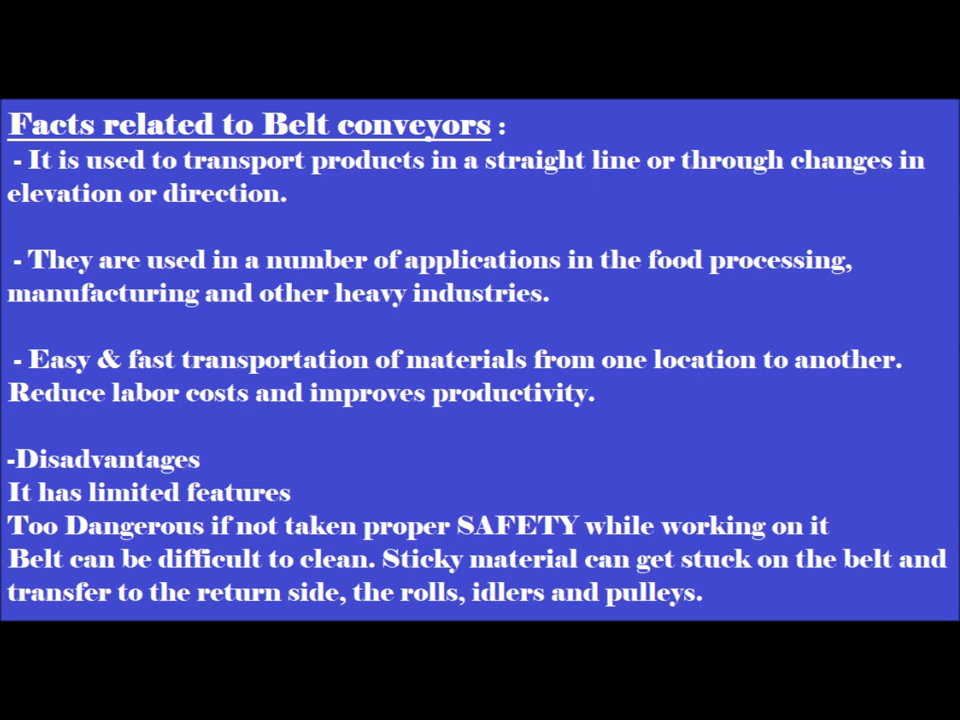 Facts related to Belt conveyors :
- It is used to transport products in a straight line or through changes in
elevation or direction.
- They are used in a number of applications in the food processing,
manufacturing and other heavy industries.
- Easy & fast transportation of materials from one location to another.
Reduce labor costs and improves productivity.
-Disadvantages
It has limited features
Too Dangerous if not taken proper SAFETY while working on it
Belt can be difficult to clean. Sticky material can get stuck on the belt and
transfer to the return side, the rolls, idlers and pulleys.